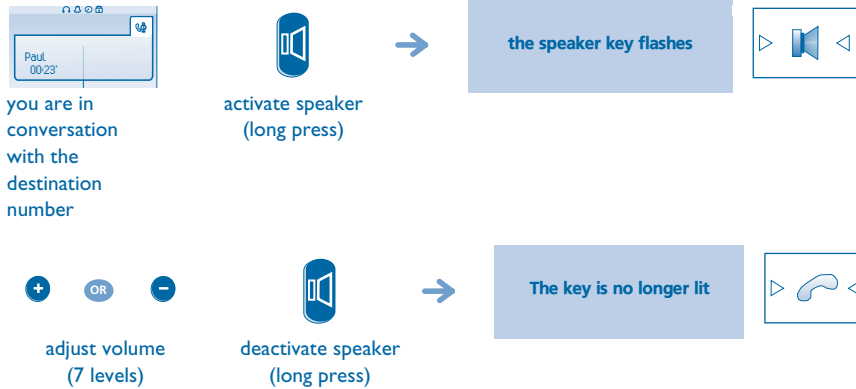 Paul
00:23'
you are in
conversation
with the
destination
number
activate speaker
(long press)
the speaker key flashes
+ OR -
adjust volume
(7 levels)
deactivate speaker
(long press)
The key is no longer lit